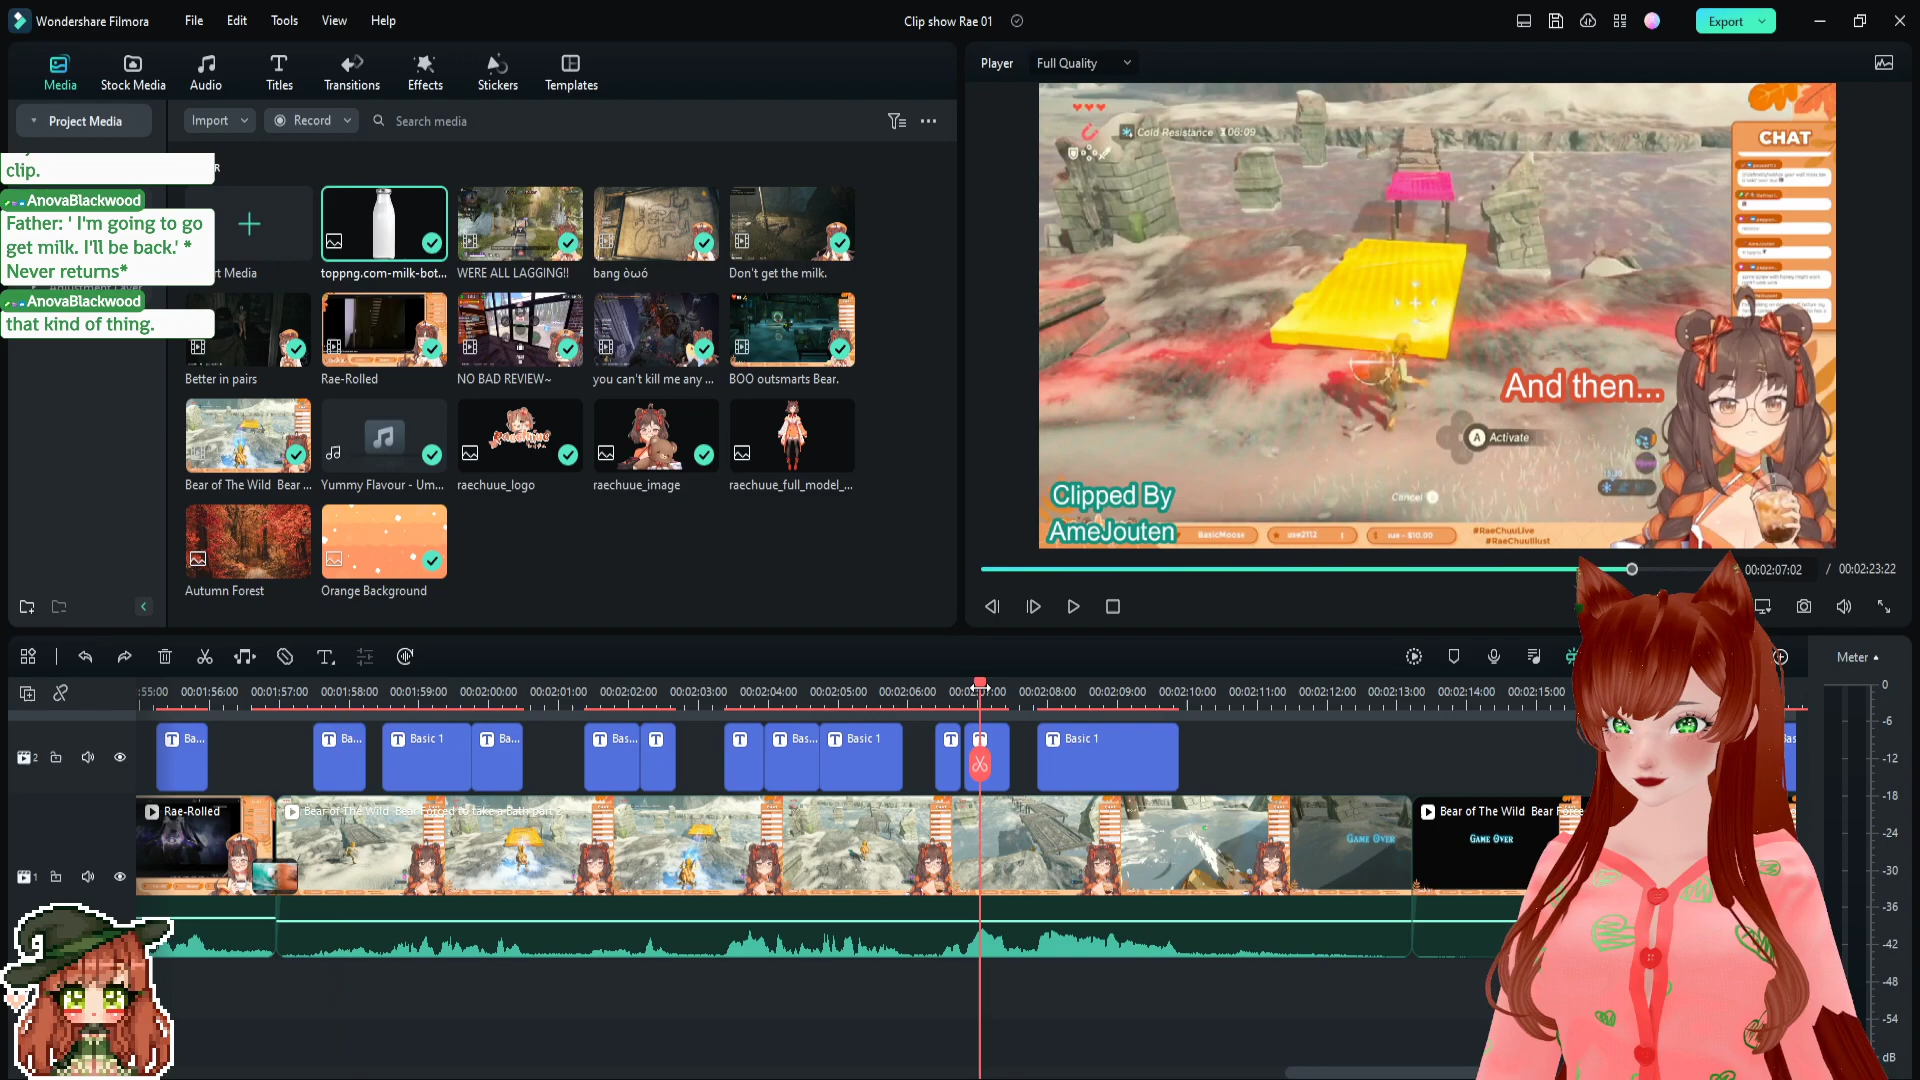 Wondershare Filmora
File
Edit
Tools
View
Help
Clip show Rae 01
Export
Media
Stock Media
Audio
Titles
Transitions
Effects
Stickers
Templates
Player
Full Quality
Project Media
Import
Record
Search media
clip.
AnovaBlackwood
Father: ' I'm going to go
get milk. I'll be back.' *
Never returns*
AnovaBlackwood
that kind of thing.
toppng.com-milk-bot...
WERE ALL LAGGING!!
bang òωó
Don't get the milk.
Better in pairs
Rae-Rolled
NO BAD REVIEW~
you can't kill me any ...
BOO outsmarts Bear.
Bear of The Wild Bear ...
Yummy Flavour - Um...
raechuue_logo
raechuue_image
raechuue_full_model_...
Autumn Forest
Orange Background
Cold Resistance 06:09
CHAT
And then...
A Activate
Cancel
Clipped By
AmeJouten
BasicMoose
#RaeChuuLive
#RaeChuuIllust
00:02:07:02 / 00:02:23:22
Meter
:55:00 00:01:56:00 00:01:57:00 00:01:58:00 00:01:59:00 00:02:00:00 00:02:01:00 00:02:02:00 00:02:03:00 00:02:04:00 00:02:05:00 00:02:06:00 00:02:08:00 00:02:09:00 00:02:10:00 00:02:11:00 00:02:12:00 00:02:13:00 00:02:14:00 00:02:15:00
2
Ba...
Ba...
Basic 1
Ba...
Bas...
Bas...
Basic 1
Basic 1
1
Rae-Rolled
Bear of The Wild Bear Forced to take a bath part 2
GAME OVER
Bear of The Wild Bear Force
GAME OVER
0
-6
-12
-18
-24
-30
-36
-42
-48
-54
dB